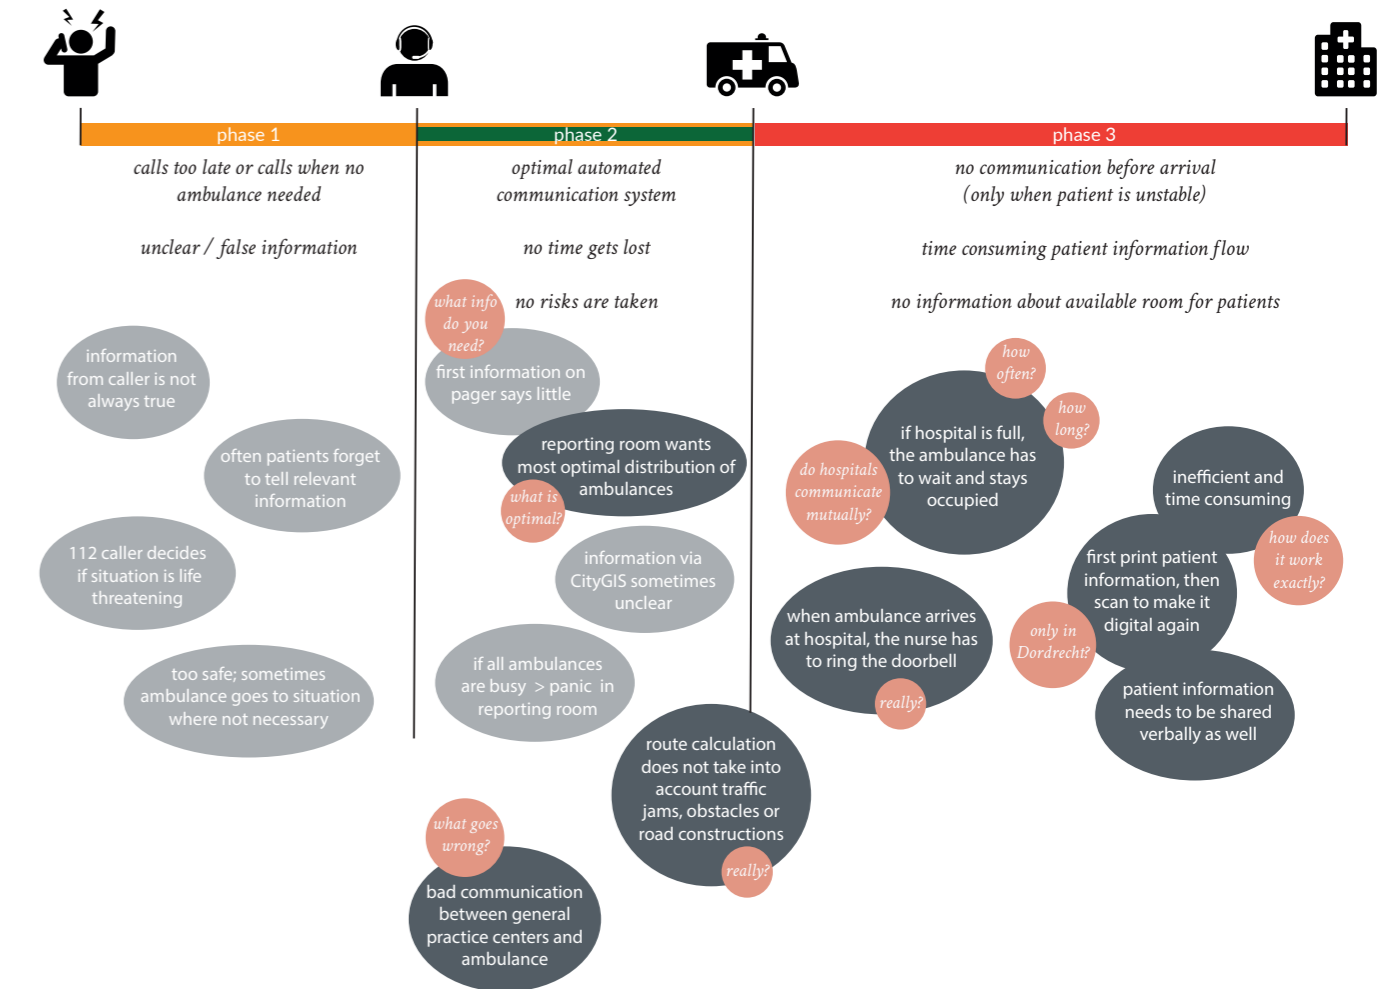 phase 1
calls too late or calls when no
ambulance needed
unclear / false information
information
from caller is not
always true
often patients forget
to tell relevant
information
112 caller decides
if situation is life
threatening
too safe; sometimes
ambulance goes to situation
where not necessary
phase 2
optimal automated
communication system
no time gets lost
no risks are taken
what info
do you
need?
first information on
pager says little
reporting room wants
most optimal distribution of
ambulances
what is
optimal?
information via
CityGIS sometimes
unclear
if all ambulances
are busy > panic in
reporting room
route calculation
does not take into
account traffic
jams, obstacles or
road constructions
really?
what goes
wrong?
bad communication
between general
practice centers and
ambulance
phase 3
no communication before arrival
(only when patient is unstable)
time consuming patient information flow
no information about available room for patients
how
often?
how
long?
if hospital is full,
the ambulance has
to wait and stays
occupied
do hospitals
communicate
mutually?
inefficient and
time consuming
how does
it work
exactly?
first print patient
information, then
scan to make it
digital again
only in
Dordrecht?
when ambulance arrives
at hospital, the nurse has
to ring the doorbell
really?
patient information
needs to be shared
verbally as well